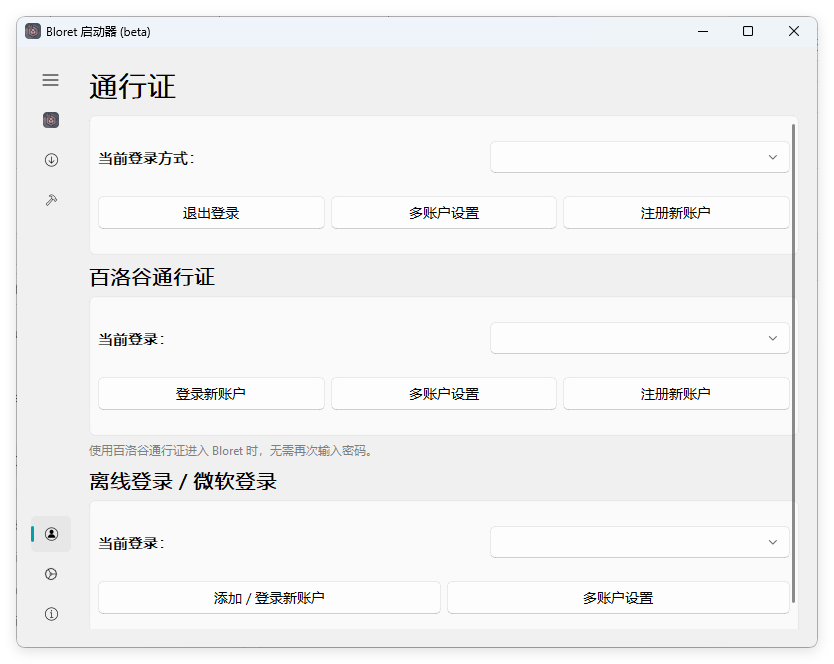 Bloret 启动器 (beta)
通行证
当前登录方式：
退出登录 多账户设置 注册新账户
百洛谷通行证
当前登录：
登录新账户 多账户设置 注册新账户
使用百洛谷通行证进入 Bloret 时，无需再次输入密码。
离线登录 / 微软登录
当前登录：
添加 / 登录新账户 多账户设置